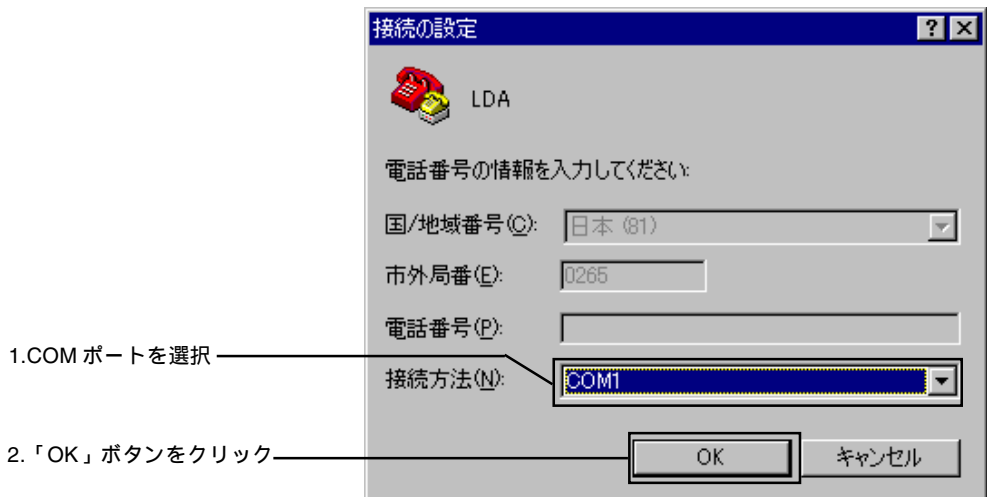 接続の設定
LDA
電話番号の情報を入力してください:
国/地域番号(C): 日本 (81)
市外局番(E): 0265
電話番号(P):
1.COM ポートを選択
接続方法(N): COM1
2.「OK」ボタンをクリック
OK キャンセル